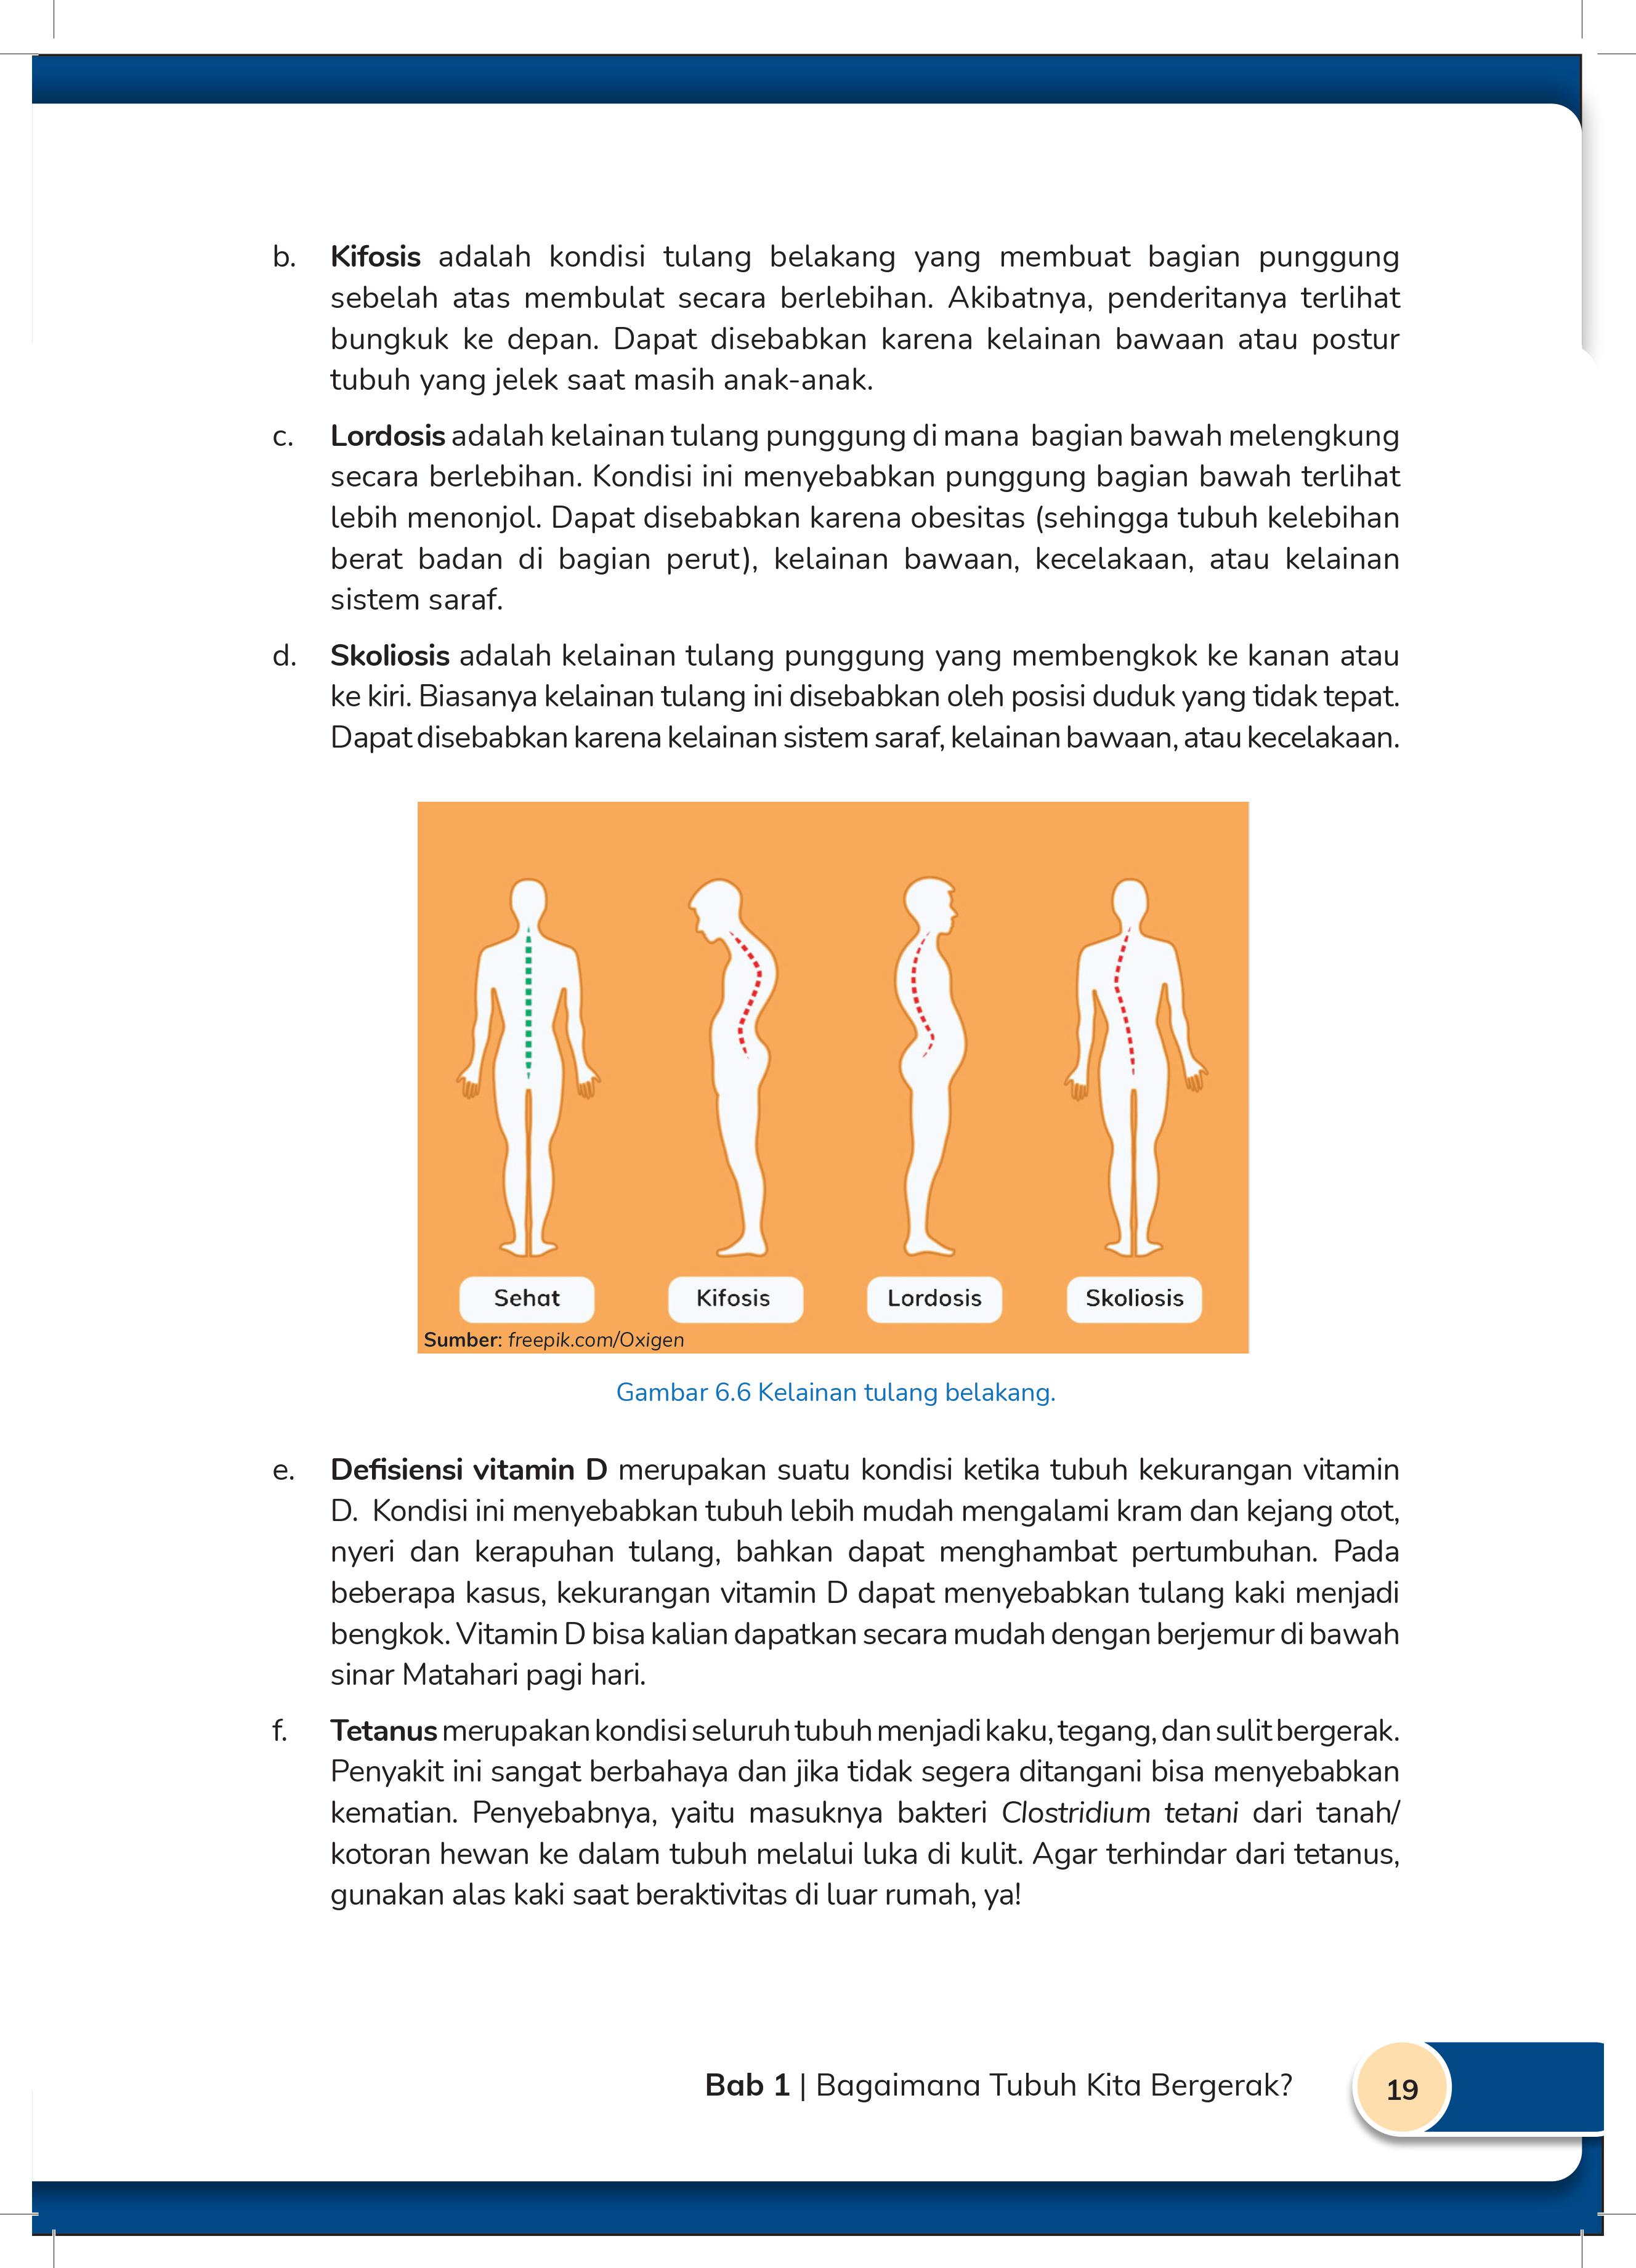 b. Kifosis adalah kondisi tulang belakang yang membuat bagian punggung
sebelah atas membulat secara berlebihan. Akibatnya, penderitanya terlihat
bungkuk ke depan. Dapat disebabkan karena kelainan bawaan atau postur
tubuh yang jelek saat masih anak-anak.
c. Lordosis adalah kelainan tulang punggung di mana bagian bawah melengkung
secara berlebihan. Kondisi ini menyebabkan punggung bagian bawah terlihat
lebih menonjol. Dapat disebabkan karena obesitas (sehingga tubuh kelebihan
berat badan di bagian perut), kelainan bawaan, kecelakaan, atau kelainan
sistem saraf.
d. Skoliosis adalah kelainan tulang punggung yang membengkok ke kanan atau
ke kiri. Biasanya kelainan tulang ini disebabkan oleh posisi duduk yang tidak tepat.
Dapat disebabkan karena kelainan sistem saraf, kelainan bawaan, atau kecelakaan.
Sehat Kifosis Lordosis Skoliosis
Sumber: freepik.com/Oxigen
Gambar 6.6 Kelainan tulang belakang.
e. Defisiensi vitamin D merupakan suatu kondisi ketika tubuh kekurangan vitamin
D. Kondisi ini menyebabkan tubuh lebih mudah mengalami kram dan kejang otot,
nyeri dan kerapuhan tulang, bahkan dapat menghambat pertumbuhan. Pada
beberapa kasus, kekurangan vitamin D dapat menyebabkan tulang kaki menjadi
bengkok. Vitamin D bisa kalian dapatkan secara mudah dengan berjemur di bawah
sinar Matahari pagi hari.
f. Tetanus merupakan kondisi seluruh tubuh menjadi kaku, tegang, dan sulit bergerak.
Penyakit ini sangat berbahaya dan jika tidak segera ditangani bisa menyebabkan
kematian. Penyebabnya, yaitu masuknya bakteri Clostridium tetani dari tanah/
kotoran hewan ke dalam tubuh melalui luka di kulit. Agar terhindar dari tetanus,
gunakan alas kaki saat beraktivitas di luar rumah, ya!
Bab 1 | Bagaimana Tubuh Kita Bergerak? 19